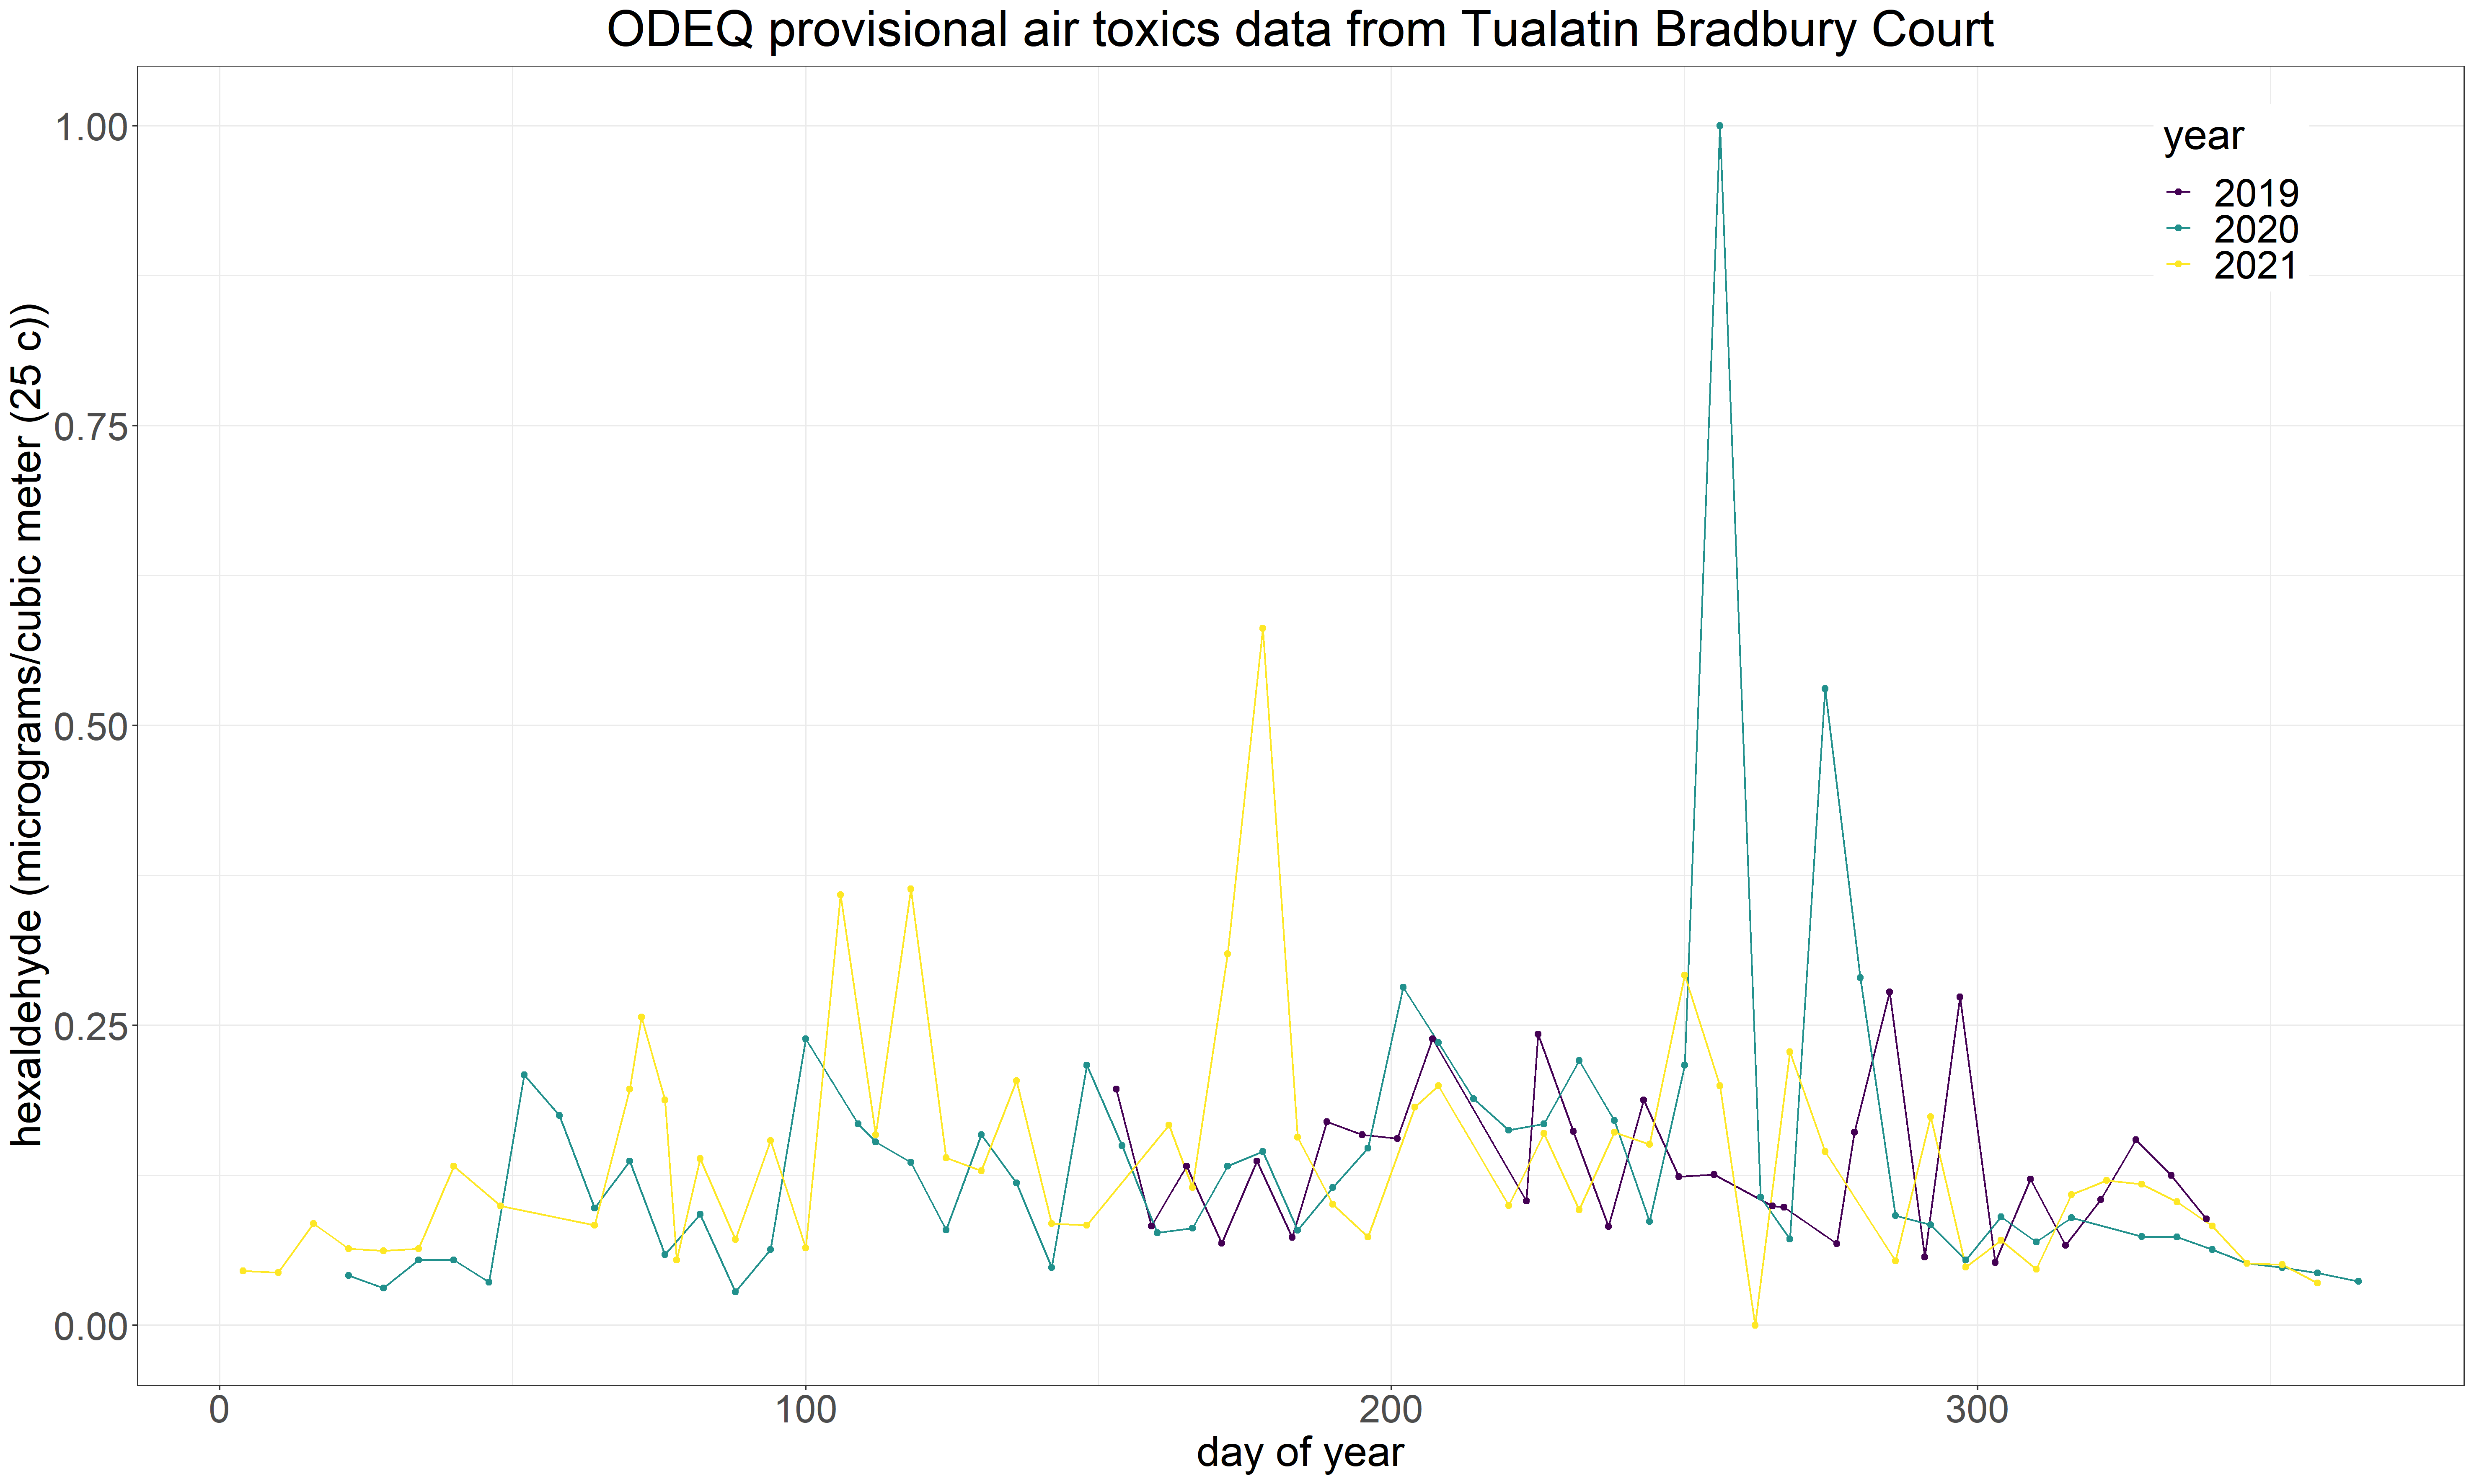 ODEQ provisional air toxics data from Tualatin Bradbury Court
hexaldehyde (micrograms/cubic meter (25 c))
1.00
0.75
0.50
0.25
0.00
year
2019
2020
2021
0 100 200 300
day of year